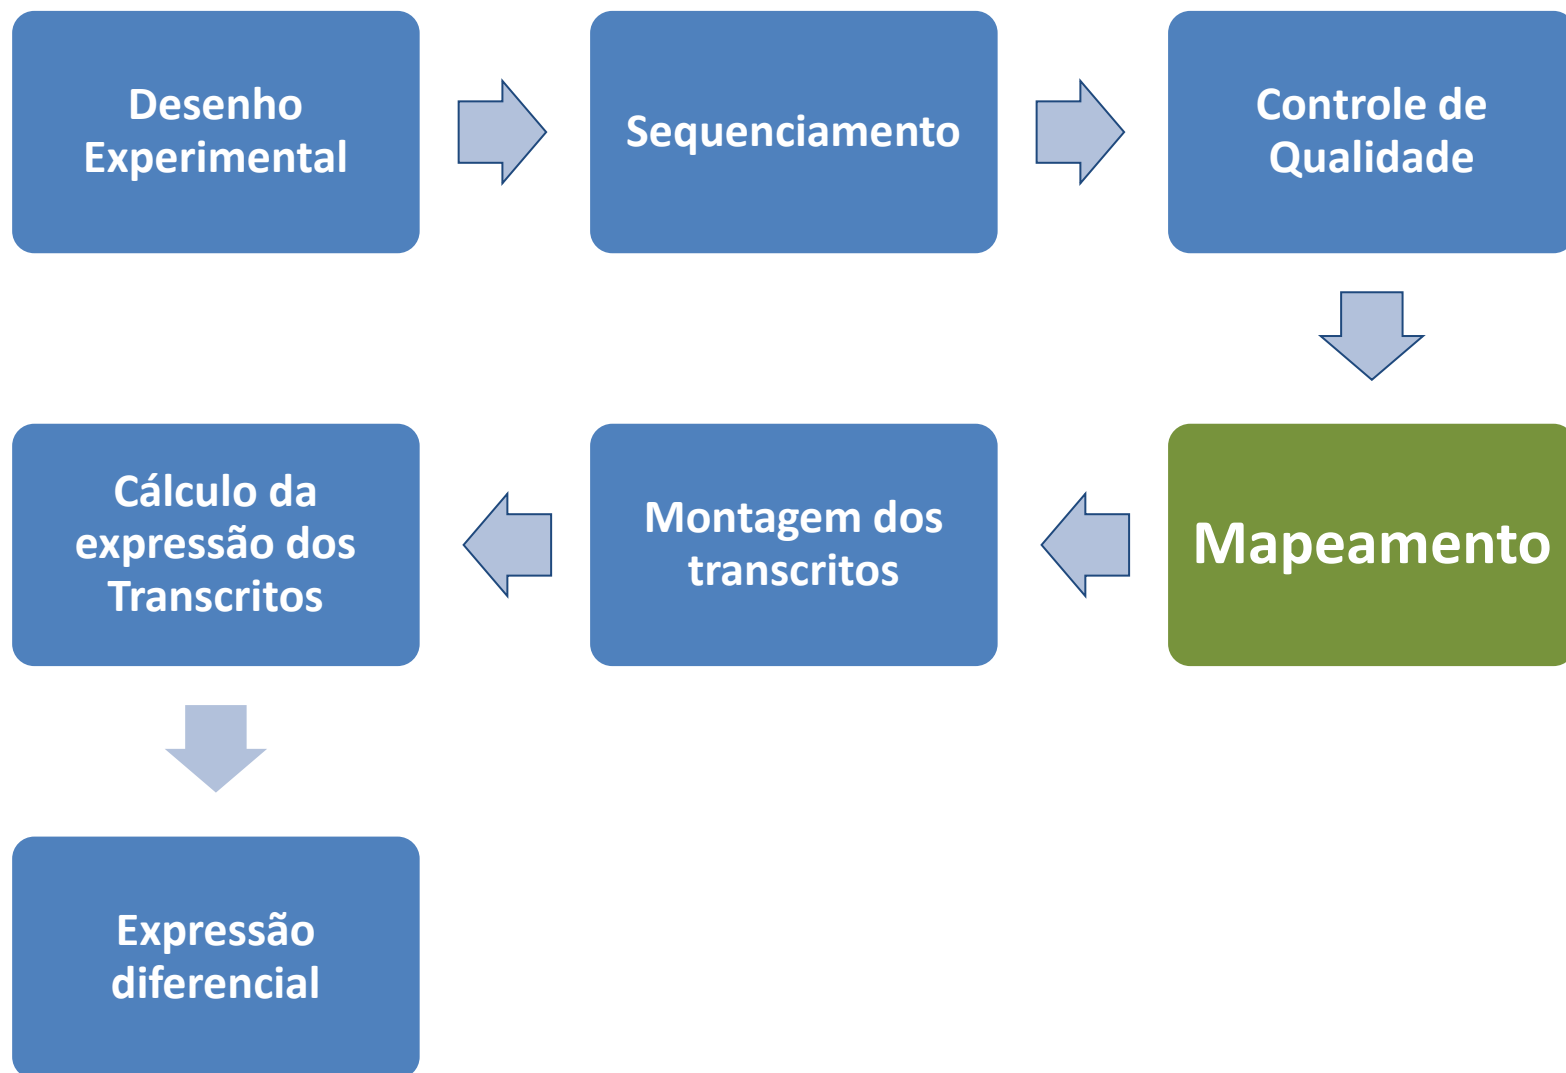 Desenho
Experimental
Sequenciamento
Controle de
Qualidade
Mapeamento
Montagem dos
transcritos
Cálculo da
expressão dos
Transcritos
Expressão
diferencial